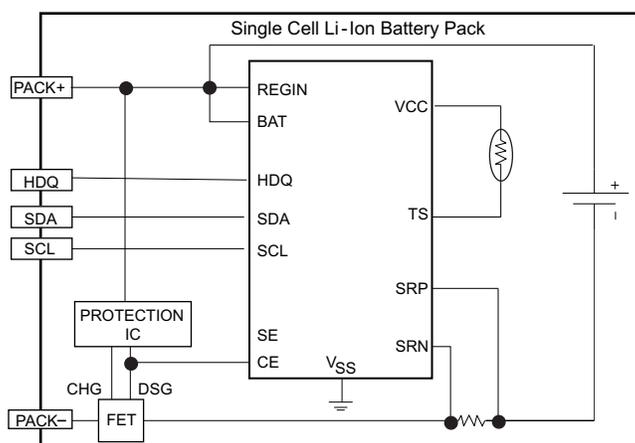 Single Cell Li-Ion Battery Pack
PACK+
REGIN
BAT
VCC
HDQ
HDQ
SDA
SDA
TS
SCL
SCL
+
−
SRP
PROTECTION
IC
SE
SRN
CE
VSS
CHG
DSG
PACK–
FET